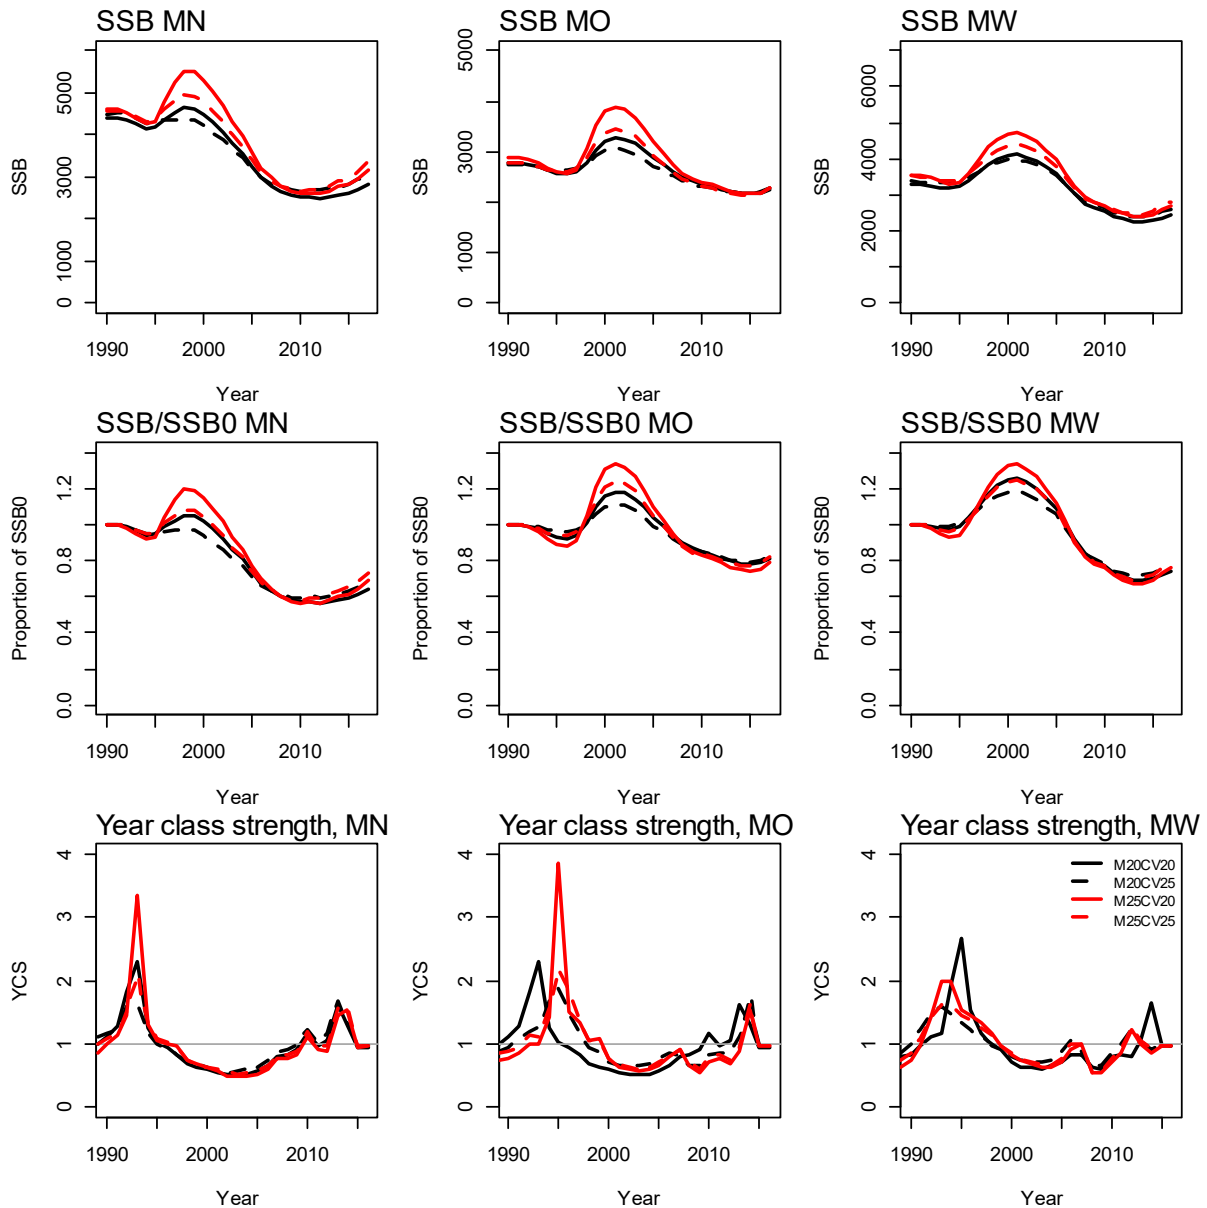 SSB MN
SSB MO
SSB MW
SSB
0
1000
3000
5000
1990
2000
2010
Year
SSB
0
1000
3000
5000
1990
2000
2010
Year
SSB
0
2000
4000
6000
1990
2000
2010
Year
SSB/SSB0 MN
SSB/SSB0 MO
SSB/SSB0 MW
Proportion of SSB0
0.0
0.4
0.8
1.2
1990
2000
2010
Year
Proportion of SSB0
0.0
0.4
0.8
1.2
1990
2000
2010
Year
Proportion of SSB0
0.0
0.4
0.8
1.2
1990
2000
2010
Year
Year class strength, MN
Year class strength, MO
Year class strength, MW
YCS
0
1
2
3
4
1990
2000
2010
Year
YCS
0
1
2
3
4
1990
2000
2010
Year
YCS
0
1
2
3
4
M20CV20
M20CV25
M25CV20
M25CV25
1990
2000
2010
Year